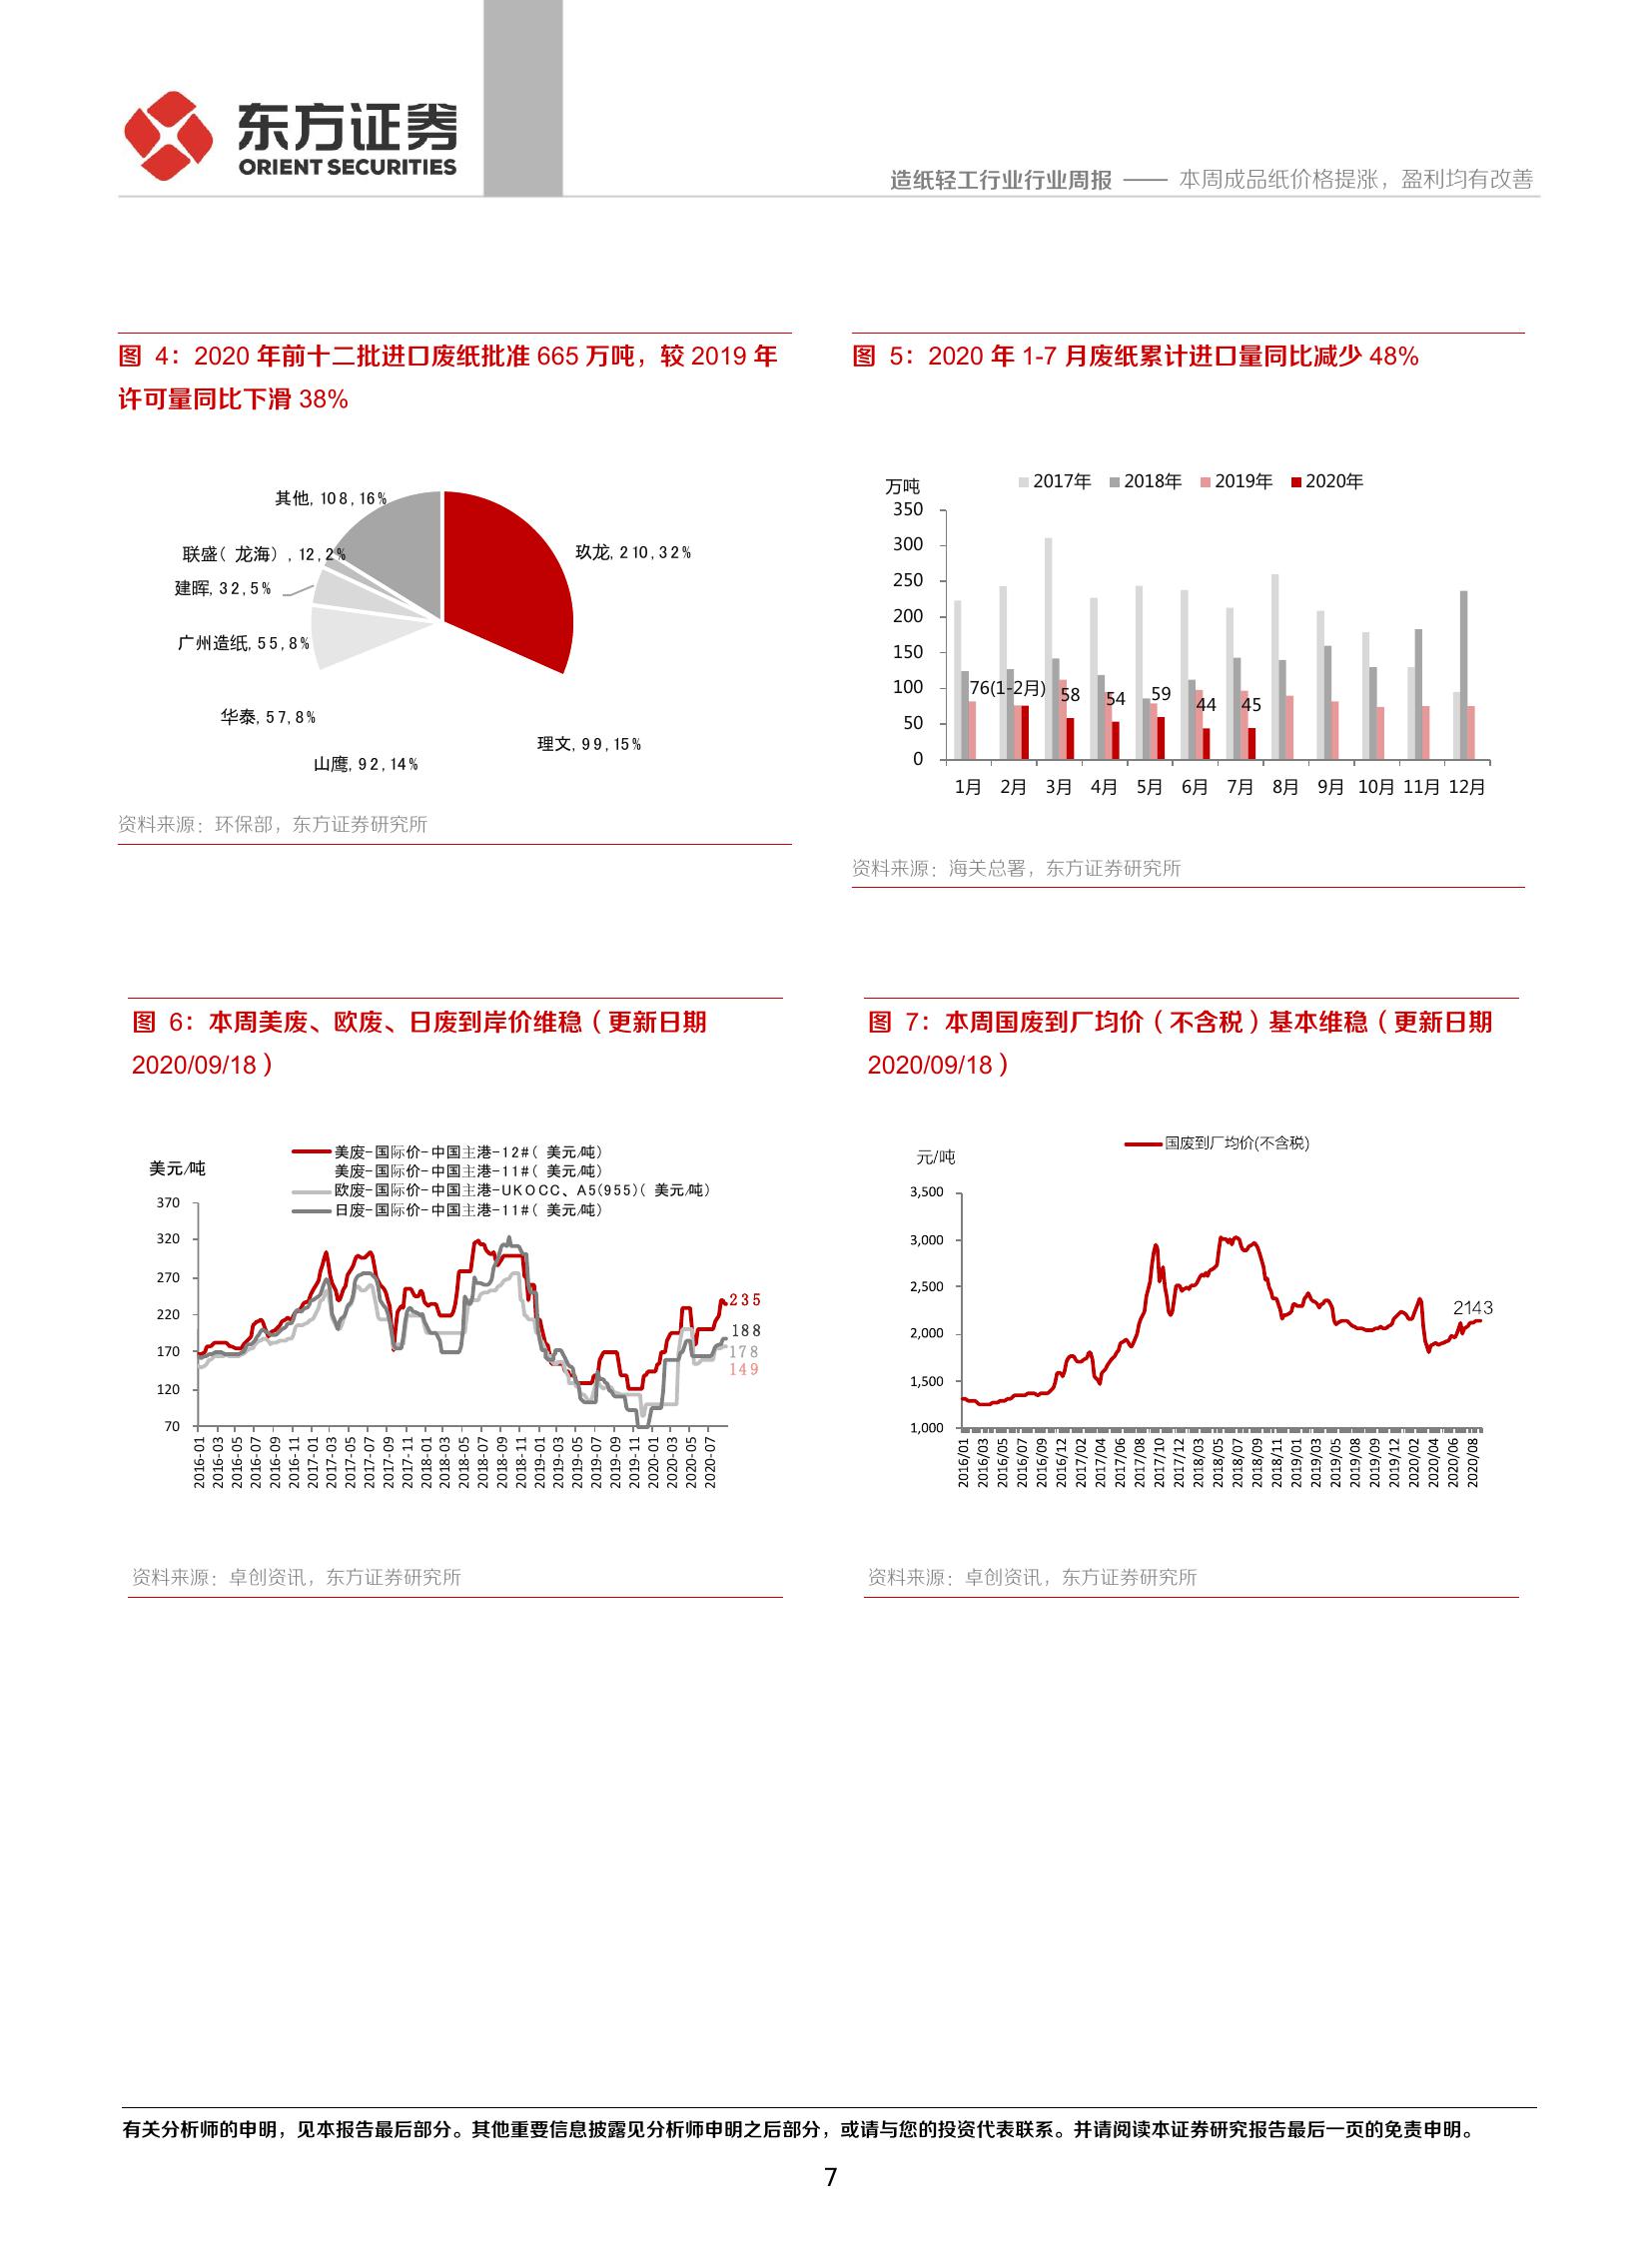 东方证券
ORIENT SECURITIES
造纸轻工行业行业周报 —— 本周成品纸价格提涨，盈利均有改善
图 4：2020 年前十二批进口废纸批准 665 万吨，较 2019 年
许可量同比下滑 38%
其他, 108, 16%
联盛( 龙海) , 12, 2%
建晖, 32, 5%
广州造纸, 55, 8%
华泰, 57, 8%
山鹰, 92, 14%
理文, 99, 15%
玖龙, 210, 32%
资料来源：环保部，东方证券研究所
图 5：2020 年 1-7 月废纸累计进口量同比减少 48%
万吨
2017年 2018年 2019年 2020年
350
300
250
200
150
100
50
0
76(1-2月) 58 54 59 44 45
1月 2月 3月 4月 5月 6月 7月 8月 9月 10月 11月 12月
资料来源：海关总署，东方证券研究所
图 6：本周美废、欧废、日废到岸价维稳（更新日期
2020/09/18）
美元/吨
美废-国际价-中国主港-12#( 美元/吨)
美废-国际价-中国主港-11#( 美元/吨)
欧废-国际价-中国主港-UKOCC、A5(955)( 美元/吨)
日废-国际价-中国主港-11#( 美元/吨)
370
320
270
220
170
120
70
235
188
178
149
2016-01 2016-03 2016-05 2016-07 2016-09 2016-11 2017-01 2017-03 2017-05 2017-07 2017-09 2017-11 2018-01 2018-03 2018-05 2018-07 2018-09 2018-11 2019-01 2019-03 2019-05 2019-07 2019-09 2019-11 2020-01 2020-03 2020-05 2020-07
资料来源：卓创资讯，东方证券研究所
图 7：本周国废到厂均价（不含税）基本维稳（更新日期
2020/09/18）
元/吨
国废到厂均价(不含税)
3,500
3,000
2,500
2,000
1,500
1,000
2143
2016/01 2016/03 2016/05 2016/07 2016/09 2016/12 2017/02 2017/04 2017/06 2017/08 2017/10 2017/12 2018/03 2018/05 2018/07 2018/09 2018/11 2019/01 2019/03 2019/05 2019/08 2019/09 2019/12 2020/02 2020/04 2020/06 2020/08
资料来源：卓创资讯，东方证券研究所
有关分析师的申明，见本报告最后部分。其他重要信息披露见分析师申明之后部分，或请与您的投资代表联系。并请阅读本证券研究报告最后一页的免责申明。
7